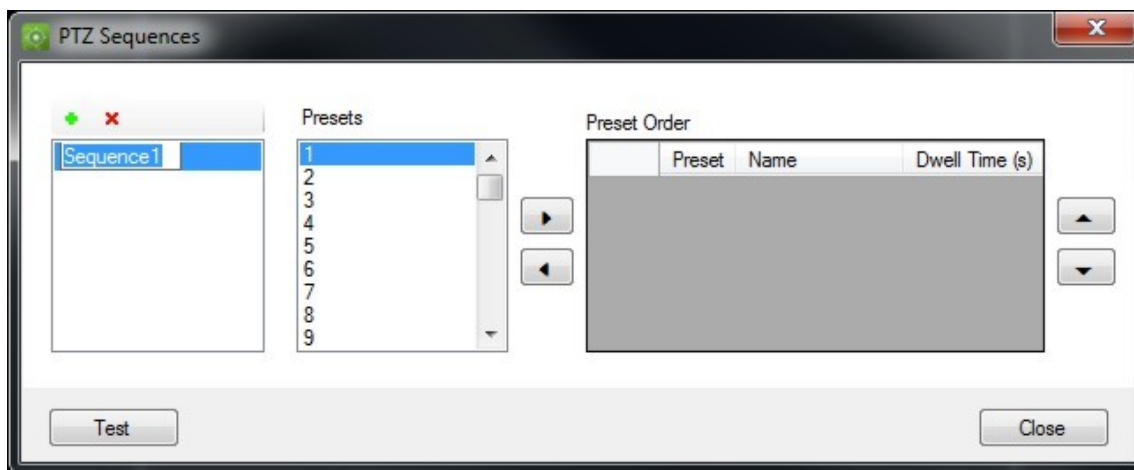 PTZ Sequences
Presets
Preset Order
Sequence1
1
2
3
4
5
6
7
8
9
Preset Name Dwell Time (s)
Test
Close